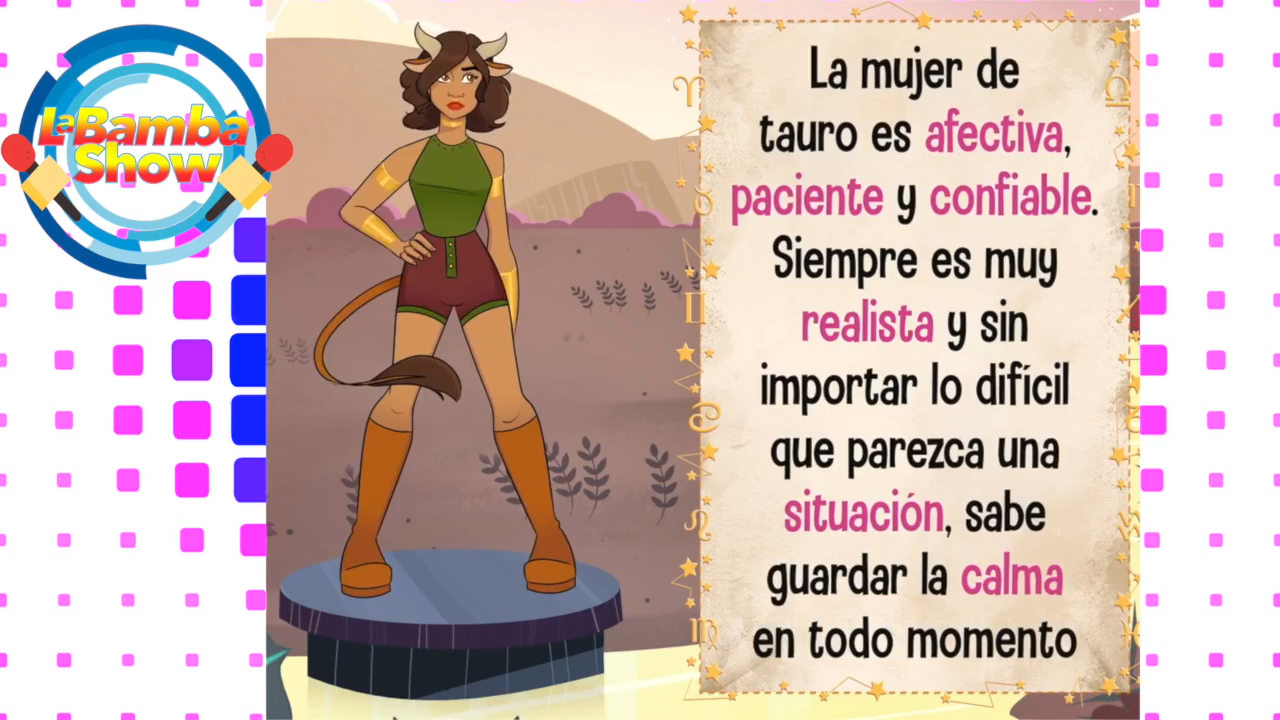 La Bamba
Show
La mujer de
tauro es afectiva,
paciente y confiable.
Siempre es muy
realista y sin
importar lo difícil
que parezca una
situación, sabe
guardar la calma
en todo momento